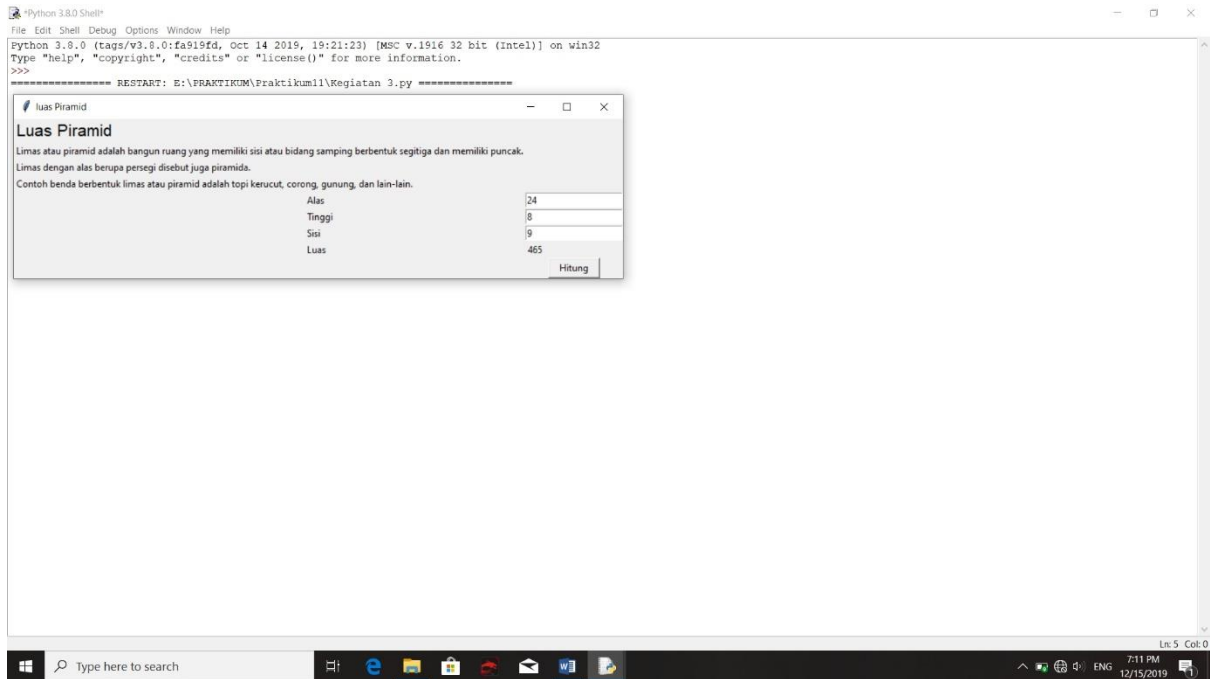 *Python 3.8.0 Shell*
File Edit Shell Debug Options Window Help
Python 3.8.0 (tags/v3.8.0:fa919fd, Oct 14 2019, 19:21:23) [MSC v.1916 32 bit (Intel)] on win32
Type "help", "copyright", "credits" or "license()" for more information.
>>>
================ RESTART: E:\PRAKTIKUM\Praktikum11\Kegiatan 3.py ===============
luas Piramid
Luas Piramid
Limas atau piramid adalah bangun ruang yang memiliki sisi atau bidang samping berbentuk segitiga dan memiliki puncak.
Limas dengan alas berupa persegi disebut juga piramida.
Contoh benda berbentuk limas atau piramid adalah topi kerucut, corong, gunung, dan lain-lain.
Alas 24
Tinggi 8
Sisi 9
Luas 465
Hitung
Ln: 5 Col: 0
Type here to search
ENG 7:11 PM
12/15/2019
1